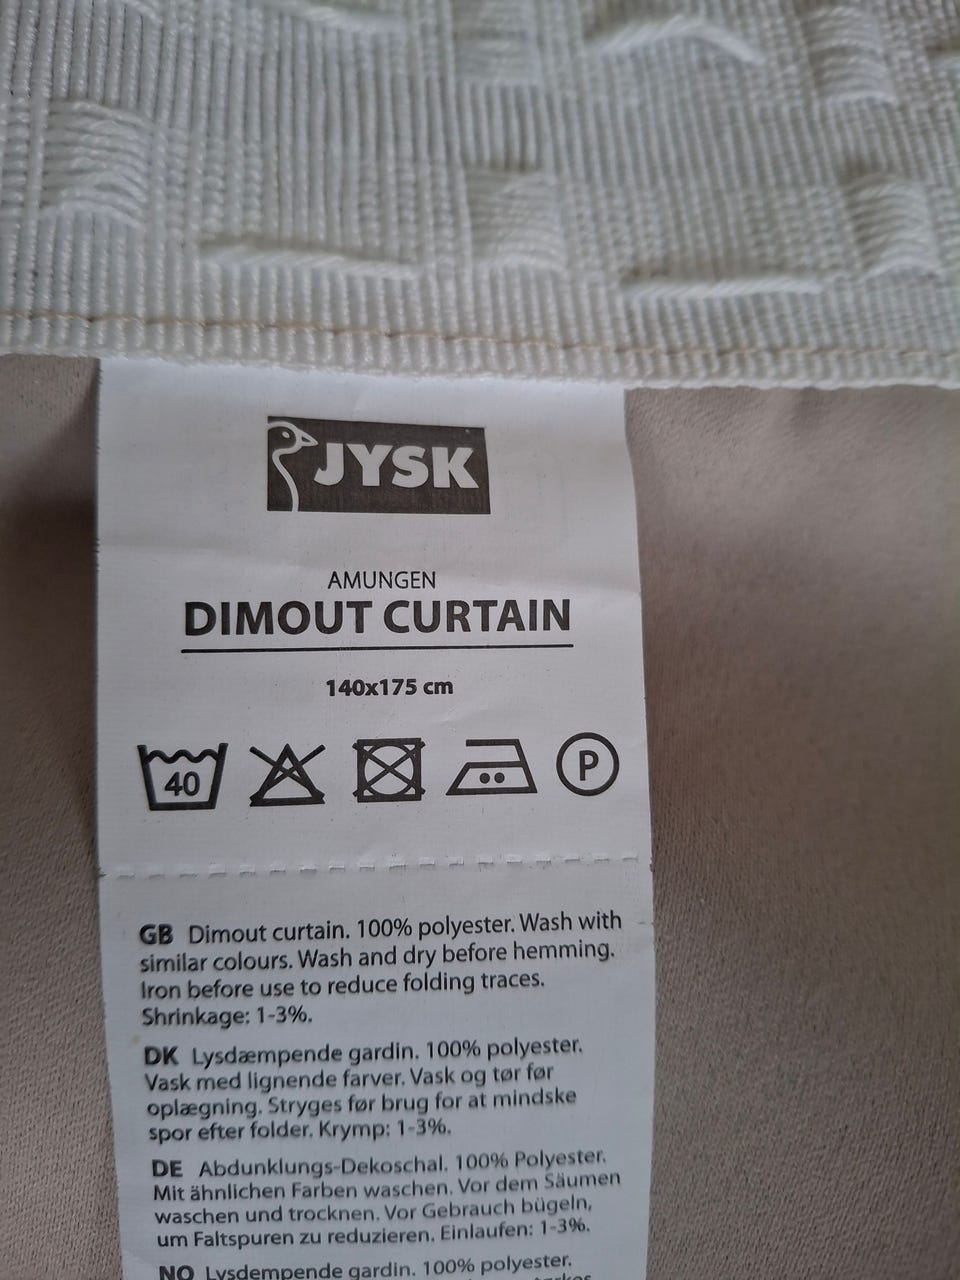 JYSK
AMUNGEN
DIMOUT CURTAIN
140x175 cm
40 P
GB Dimout curtain. 100% polyester. Wash with
similar colours. Wash and dry before hemming.
Iron before use to reduce folding traces.
Shrinkage: 1-3%.
DK Lysdæmpende gardin. 100% polyester.
Vask med lignende farver. Vask og tør før
oplægning. Stryges før brug for at mindske
spor efter folder. Krymp: 1-3%.
DE Abdunklungs-Dekoschal. 100% Polyester.
Mit ähnlichen Farben waschen. Vor dem Säumen
waschen und trocknen. Vor Gebrauch bügeln,
um Faltspuren zu reduzieren. Einlaufen: 1-3%.
NO Lysdempende gardin. 100% polyester.